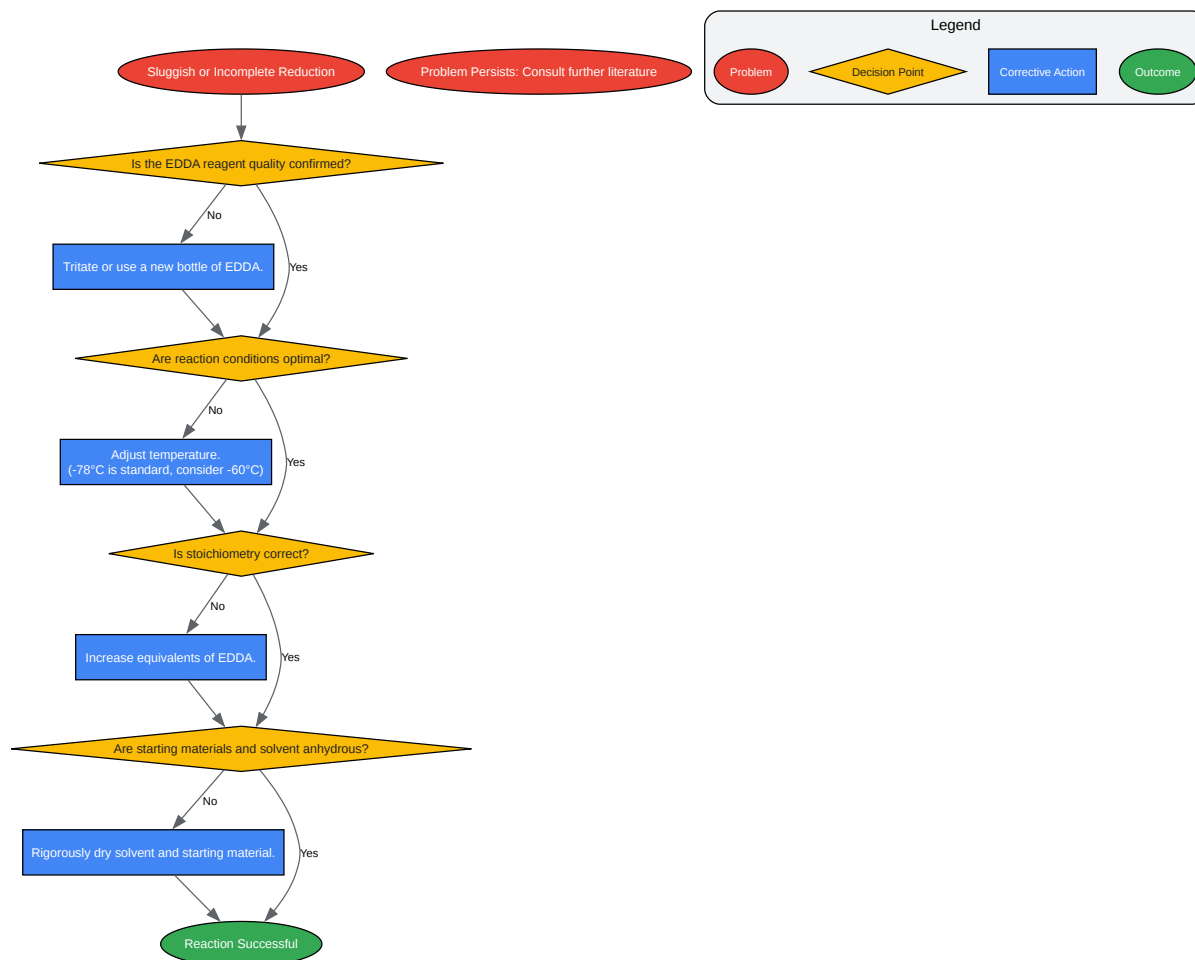 Legend
Sluggish or Incomplete Reduction
Problem Persists: Consult further literature
Problem
Decision Point
Corrective Action
Outcome
Is the EDDA reagent quality confirmed?
No
Tritate or use a new bottle of EDDA.
Yes
Are reaction conditions optimal?
No
Adjust temperature.
(-78°C is standard, consider -60°C)
Yes
Is stoichiometry correct?
No
Increase equivalents of EDDA.
Yes
Are starting materials and solvent anhydrous?
No
Rigorously dry solvent and starting material.
Yes
Reaction Successful